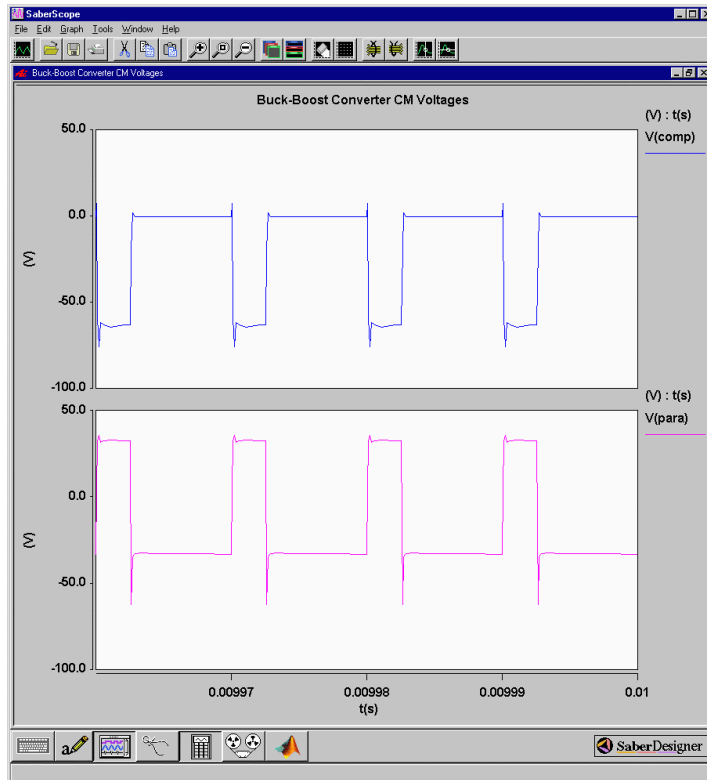 SaberScope
File Edit Graph Tools Window Help
Buck-Boost Converter CM Voltages
Buck-Boost Converter CM Voltages
(V) : t(s)
V(comp)
50.0
0.0
(V)
-50.0
-100.0
(V) : t(s)
V(para)
50.0
0.0
(V)
-50.0
-100.0
0.00997
0.00998
0.00999
0.01
t(s)
a
SaberDesigner